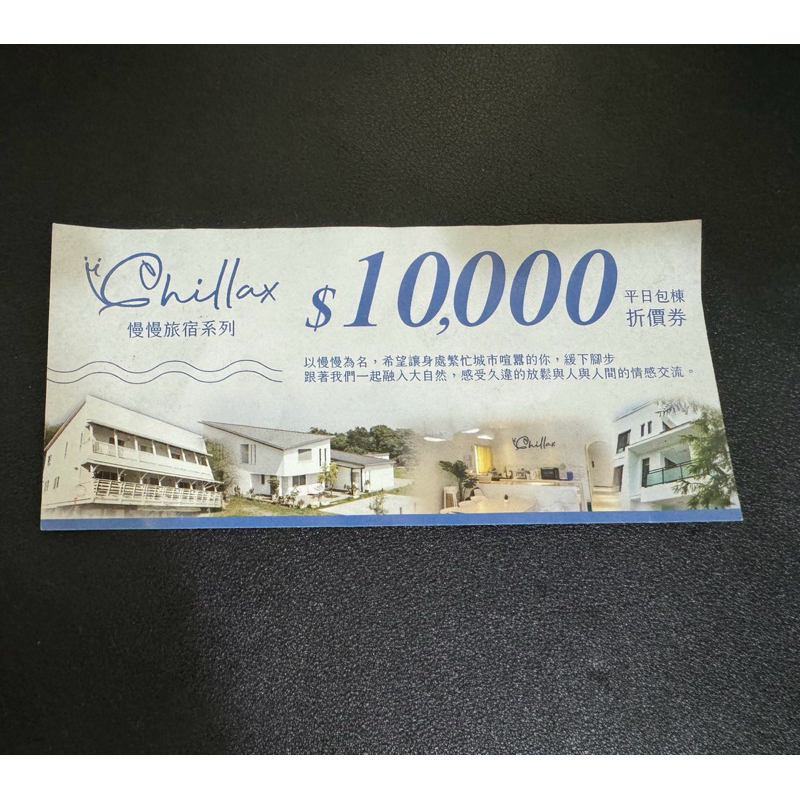 Chillax
慢慢旅宿系列
$10,000
平日包棟
折價券
以慢慢為名，希望讓身處繁忙城市喧囂的你，緩下腳步
跟著我們一起融入大自然，感受久違的放鬆與人與人間的情感交流。
Chillax